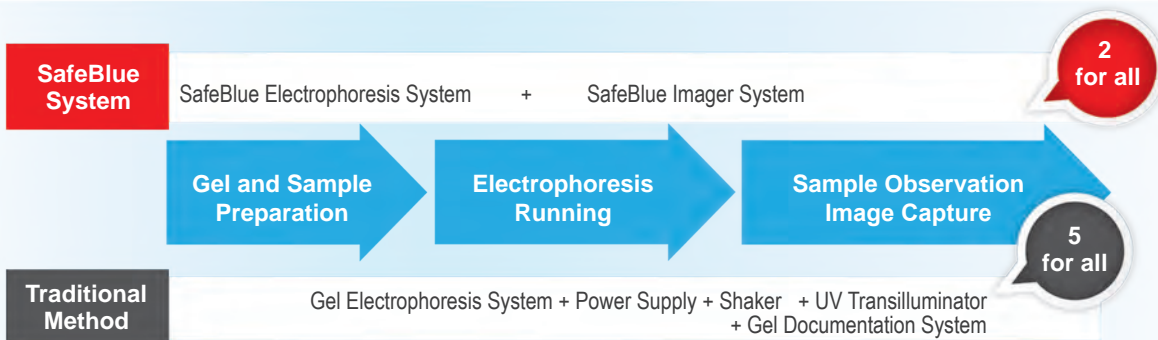 SafeBlue
System
SafeBlue Electrophoresis System + SafeBlue Imager System
2
for all
Gel and Sample
Preparation
Electrophoresis
Running
Sample Observation
Image Capture
5
for all
Traditional
Method
Gel Electrophoresis System + Power Supply + Shaker + UV Transilluminator
+ Gel Documentation System